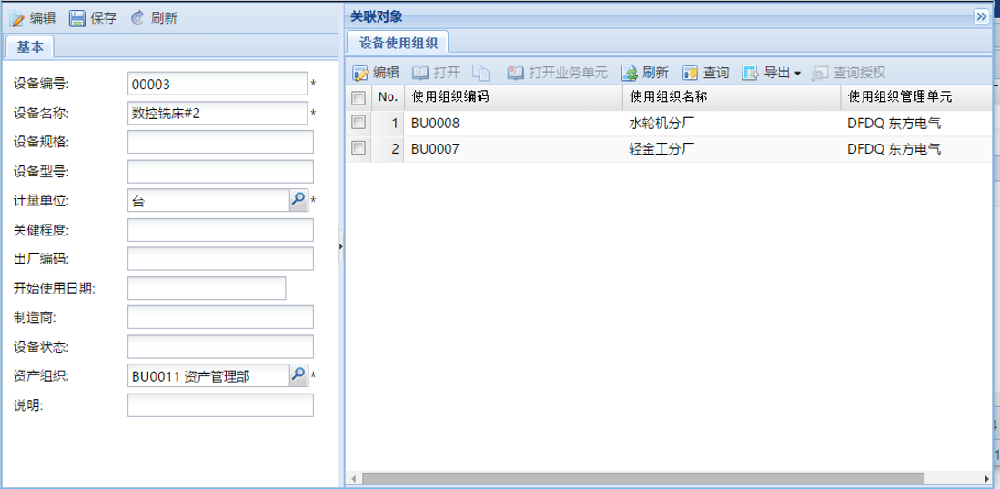 编辑 保存 刷新
基本
设备编号: 00003 *
设备名称: 数控铣床#2 *
设备规格:
设备型号:
计量单位: 台 *
关健程度:
出厂编码:
开始使用日期:
制造商:
设备状态:
资产组织: BU0011 资产管理部 *
说明:
关联对象
设备使用组织
编辑 打开 打开业务单元 刷新 查询 导出 查询授权
No. 使用组织编码 使用组织名称 使用组织管理单元
1 BU0008 水轮机分厂 DFDQ 东方电气
2 BU0007 轻金工分厂 DFDQ 东方电气